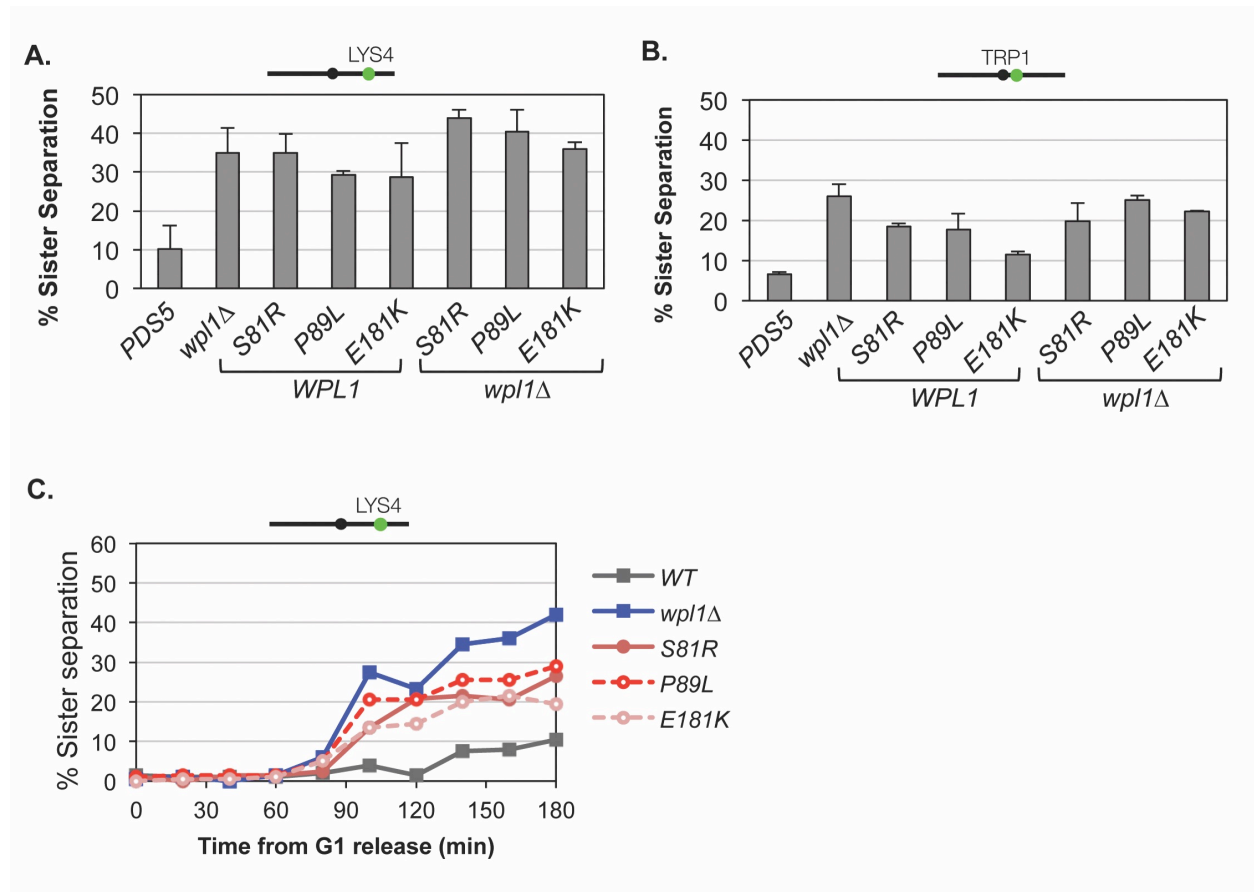 A.
LYS4
% Sister Separation
50
40
30
20
10
0
PDS5
wpl1Δ
S81R
P89L
E181K
S81R
P89L
E181K
WPL1
wpl1Δ
B.
TRP1
% Sister Separation
50
40
30
20
10
0
PDS5
wpl1Δ
S81R
P89L
E181K
S81R
P89L
E181K
WPL1
wpl1Δ
C.
LYS4
% Sister separation
60
50
40
30
20
10
0
0 30 60 90 120 150 180
Time from G1 release (min)
WT
wpl1Δ
S81R
P89L
E181K